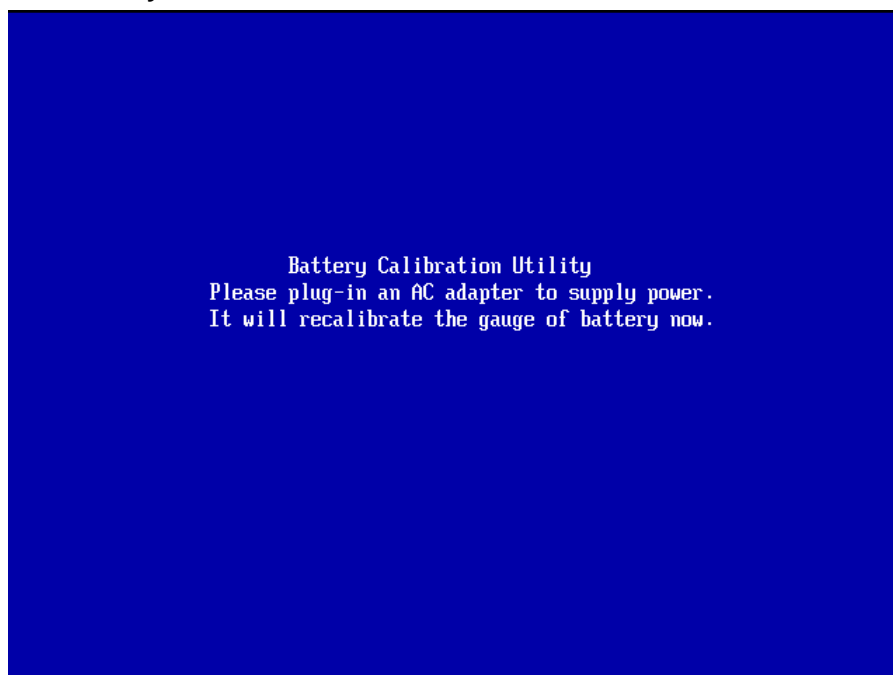 Battery Calibration Utility
Please plug-in an AC adapter to supply power.
It will recalibrate the gauge of battery now.